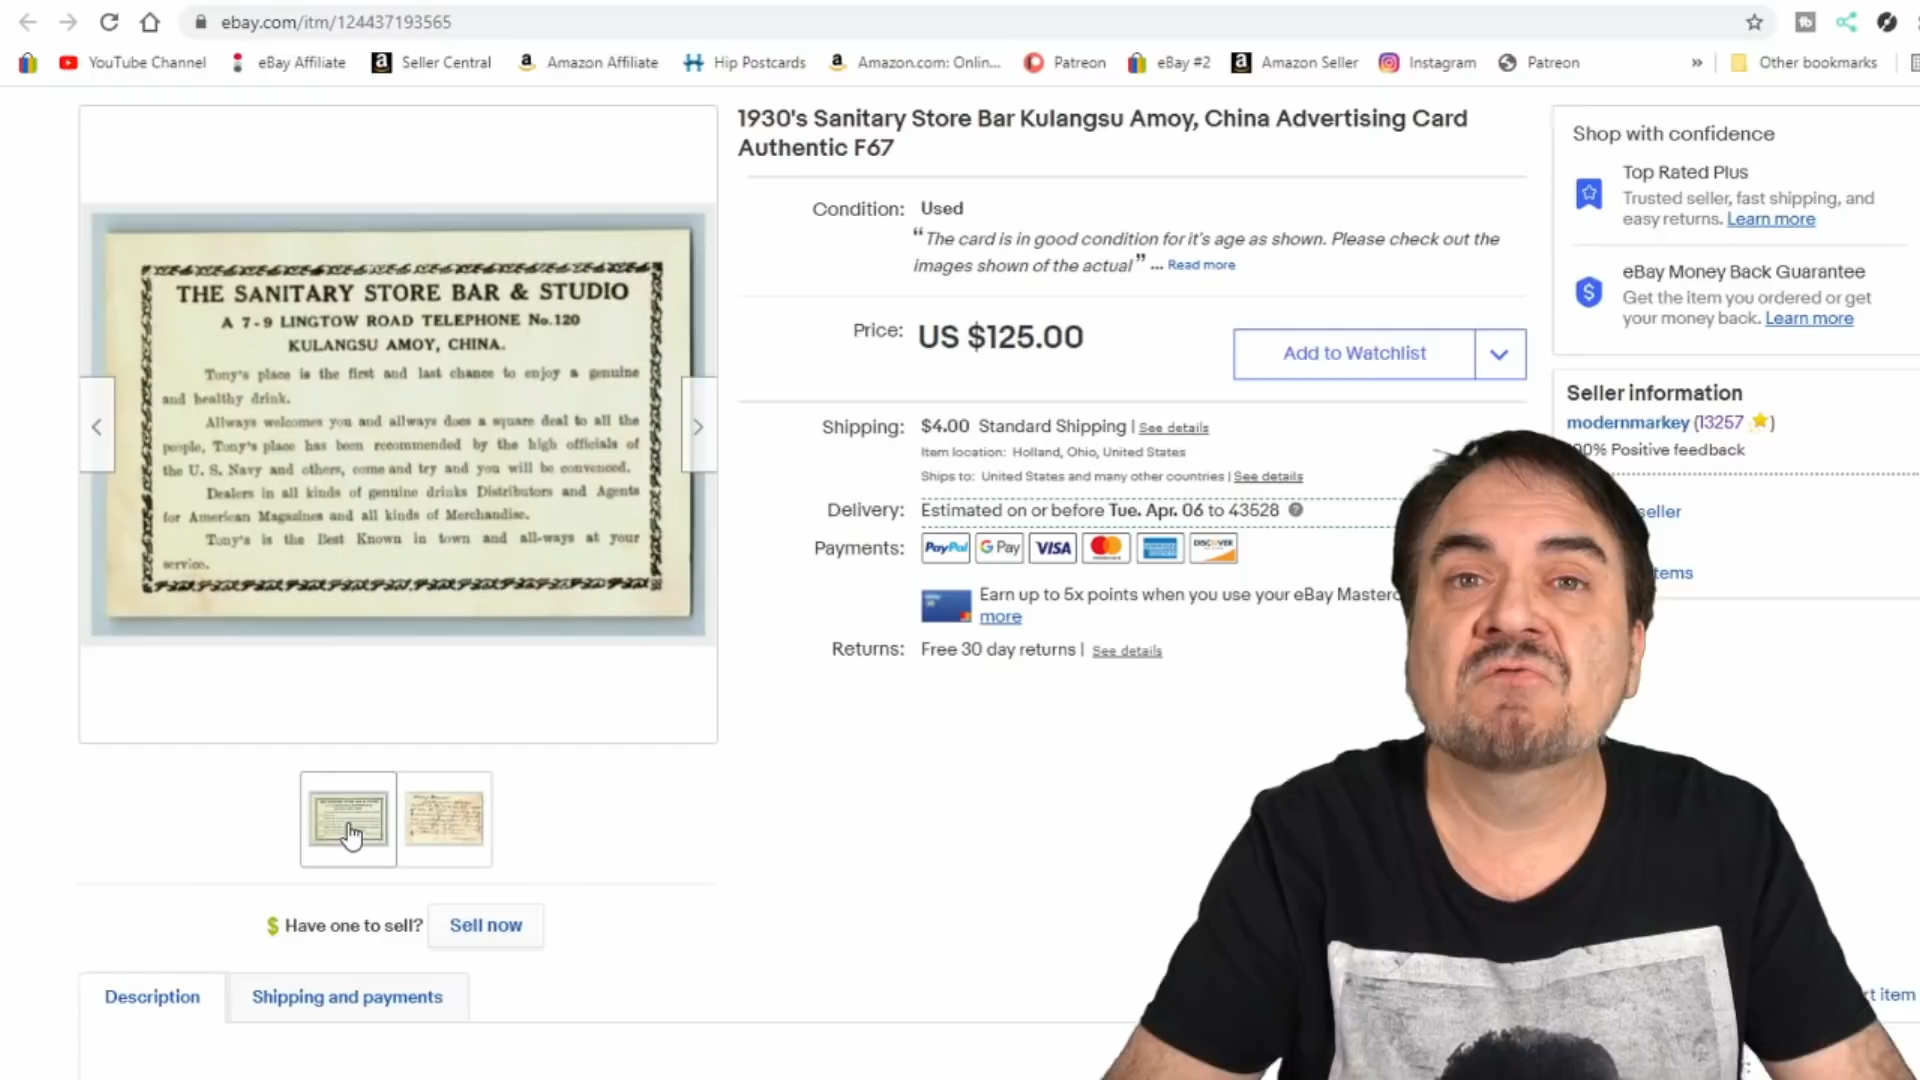 ebay.com/itm/124437193565
YouTube Channel eBay Affiliate Seller Central Amazon Affiliate Hip Postcards Amazon.com: Onlin... Patreon eBay #2 Amazon Seller Instagram Patreon » Other bookmarks
THE SANITARY STORE BAR & STUDIO
A 7-9 LINGTOW ROAD TELEPHONE No.120
KULANGSU AMOY, CHINA.
Tony's place is the first and last chance to enjoy a genuine
and healthy drink.
Allways welcomes you and allways does a square deal to all the
people, Tony's place has been recommended by the high officials of
the U. S. Navy and others, come and try and you will be convenced.
Dealers in all kinds of genuine drinks Distributors and Agents
for American Magazines and all kinds of Merchandise.
Tony's is the Best Known in town and all-ways at your
service.
$ Have one to sell? Sell now
Description Shipping and payments
1930's Sanitary Store Bar Kulangsu Amoy, China Advertising Card
Authentic F67
Condition: Used
“The card is in good condition for it's age as shown. Please check out the
images shown of the actual” ... Read more
Price: US $125.00
Add to Watchlist
Shipping: $4.00 Standard Shipping | See details
Item location: Holland, Ohio, United States
Ships to: United States and many other countries | See details
Delivery: Estimated on or before Tue. Apr. 06 to 43528
Payments: PayPal G Pay VISA DISCOVER
Earn up to 5x points when you use your eBay Masterc
more
Returns: Free 30 day returns | See details
Shop with confidence
Top Rated Plus
Trusted seller, fast shipping, and
easy returns. Learn more
eBay Money Back Guarantee
Get the item you ordered or get
your money back. Learn more
Seller information
modernmarkey (13257)
00% Positive feedback
seller
tems
rt item